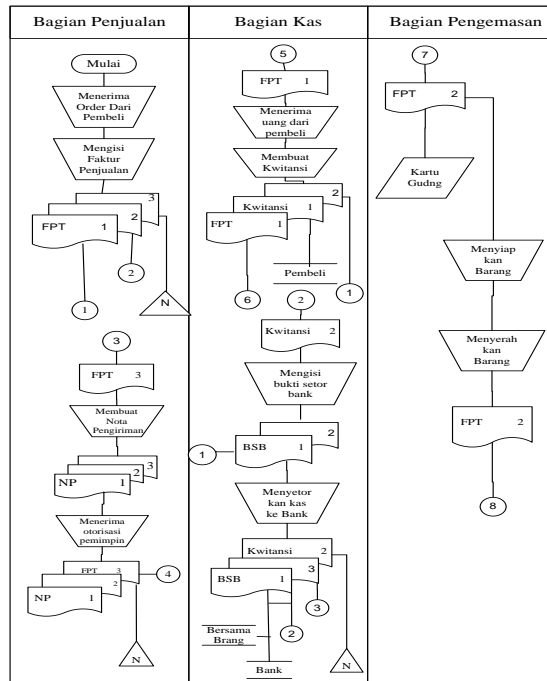 Bagian Penjualan
Mulai
Menerima
Order Dari
Pembeli
Mengisi
Faktur
Penjualan
3
2
FPT 1
2
1
N
3
FPT 3
Membuat
Nota
Pengiriman
3
2
NP 1
Menerima
otorisasi
pemimpin
FPT 3
2
NP 1
4
N
Bagian Kas
5
FPT 1
Menerima
uang dari
pembeli
Membuat
Kwitansi
2
Kwitansi 1
FPT 1
Pembeli
6
1
2
Kwitansi 2
Mengisi
bukti setor
bank
2
BSB 1
1
Menyetor
kan kas
ke Bank
Kwitansi 2
3
BSB 1
3
Bersama
Brang
2
Bank
N
Bagian Pengemasan
7
FPT 2
Kartu
Gudng
Menyiap
kan
Barang
Menyerah
kan
Barang
FPT 2
8